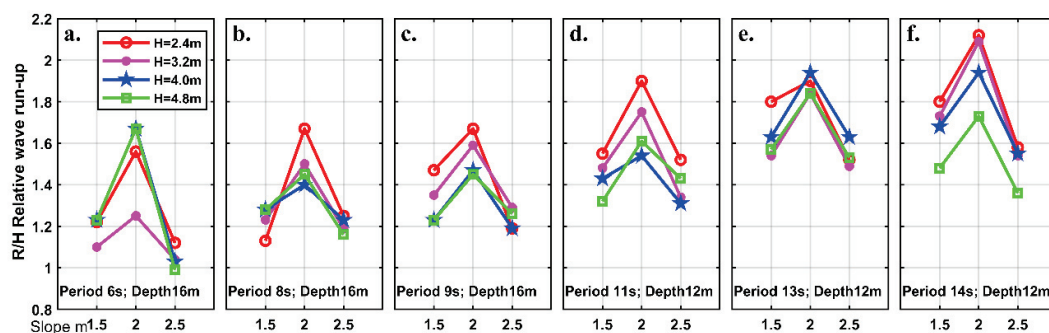 R/H Relative wave run-up
2.2
2
1.8
1.6
1.4
1.2
1
0.8
a.
H=2.4m
H=3.2m
H=4.0m
H=4.8m
Period 6s; Depth16m
b.
Period 8s; Depth16m
c.
Period 9s; Depth16m
d.
Period 11s; Depth12m
e.
Period 13s; Depth12m
f.
Period 14s; Depth12m
Slope m 1.5 2 2.5 1.5 2 2.5 1.5 2 2.5 1.5 2 2.5 1.5 2 2.5 1.5 2 2.5